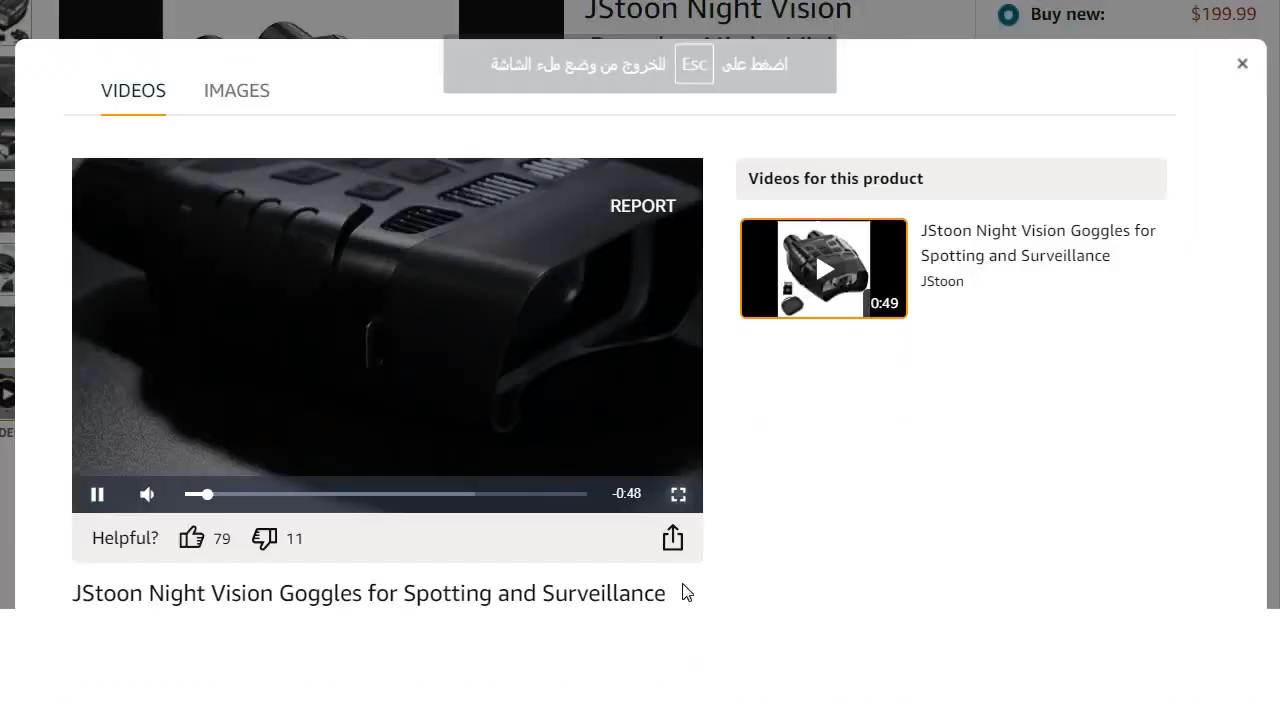 JStoon Night Vision
Buy new:
$199.99
اضغط على Esc للخروج من وضع ملء الشاشة
VIDEOS
IMAGES
REPORT
-0:48
Helpful?
79
11
JStoon Night Vision Goggles for Spotting and Surveillance
Videos for this product
0:49
JStoon Night Vision Goggles for
Spotting and Surveillance
JStoon